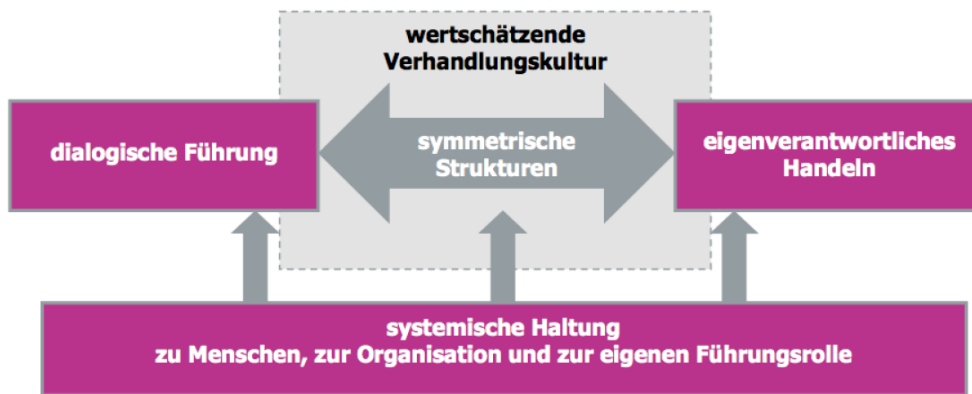 wertschätzende
Verhandlungskultur
dialogische Führung
symmetrische
Strukturen
eigenverantwortliches
Handeln
systemische Haltung
zu Menschen, zur Organisation und zur eigenen Führungsrolle